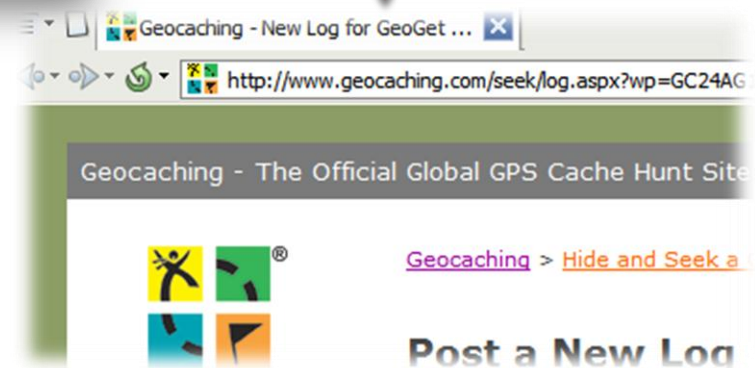 Geocaching - New Log for GeoGet ...
http://www.geocaching.com/seek/log.aspx?wp=GC24AG
Geocaching - The Official Global GPS Cache Hunt Site
®
Geocaching > Hide and Seek a
Post a New Log